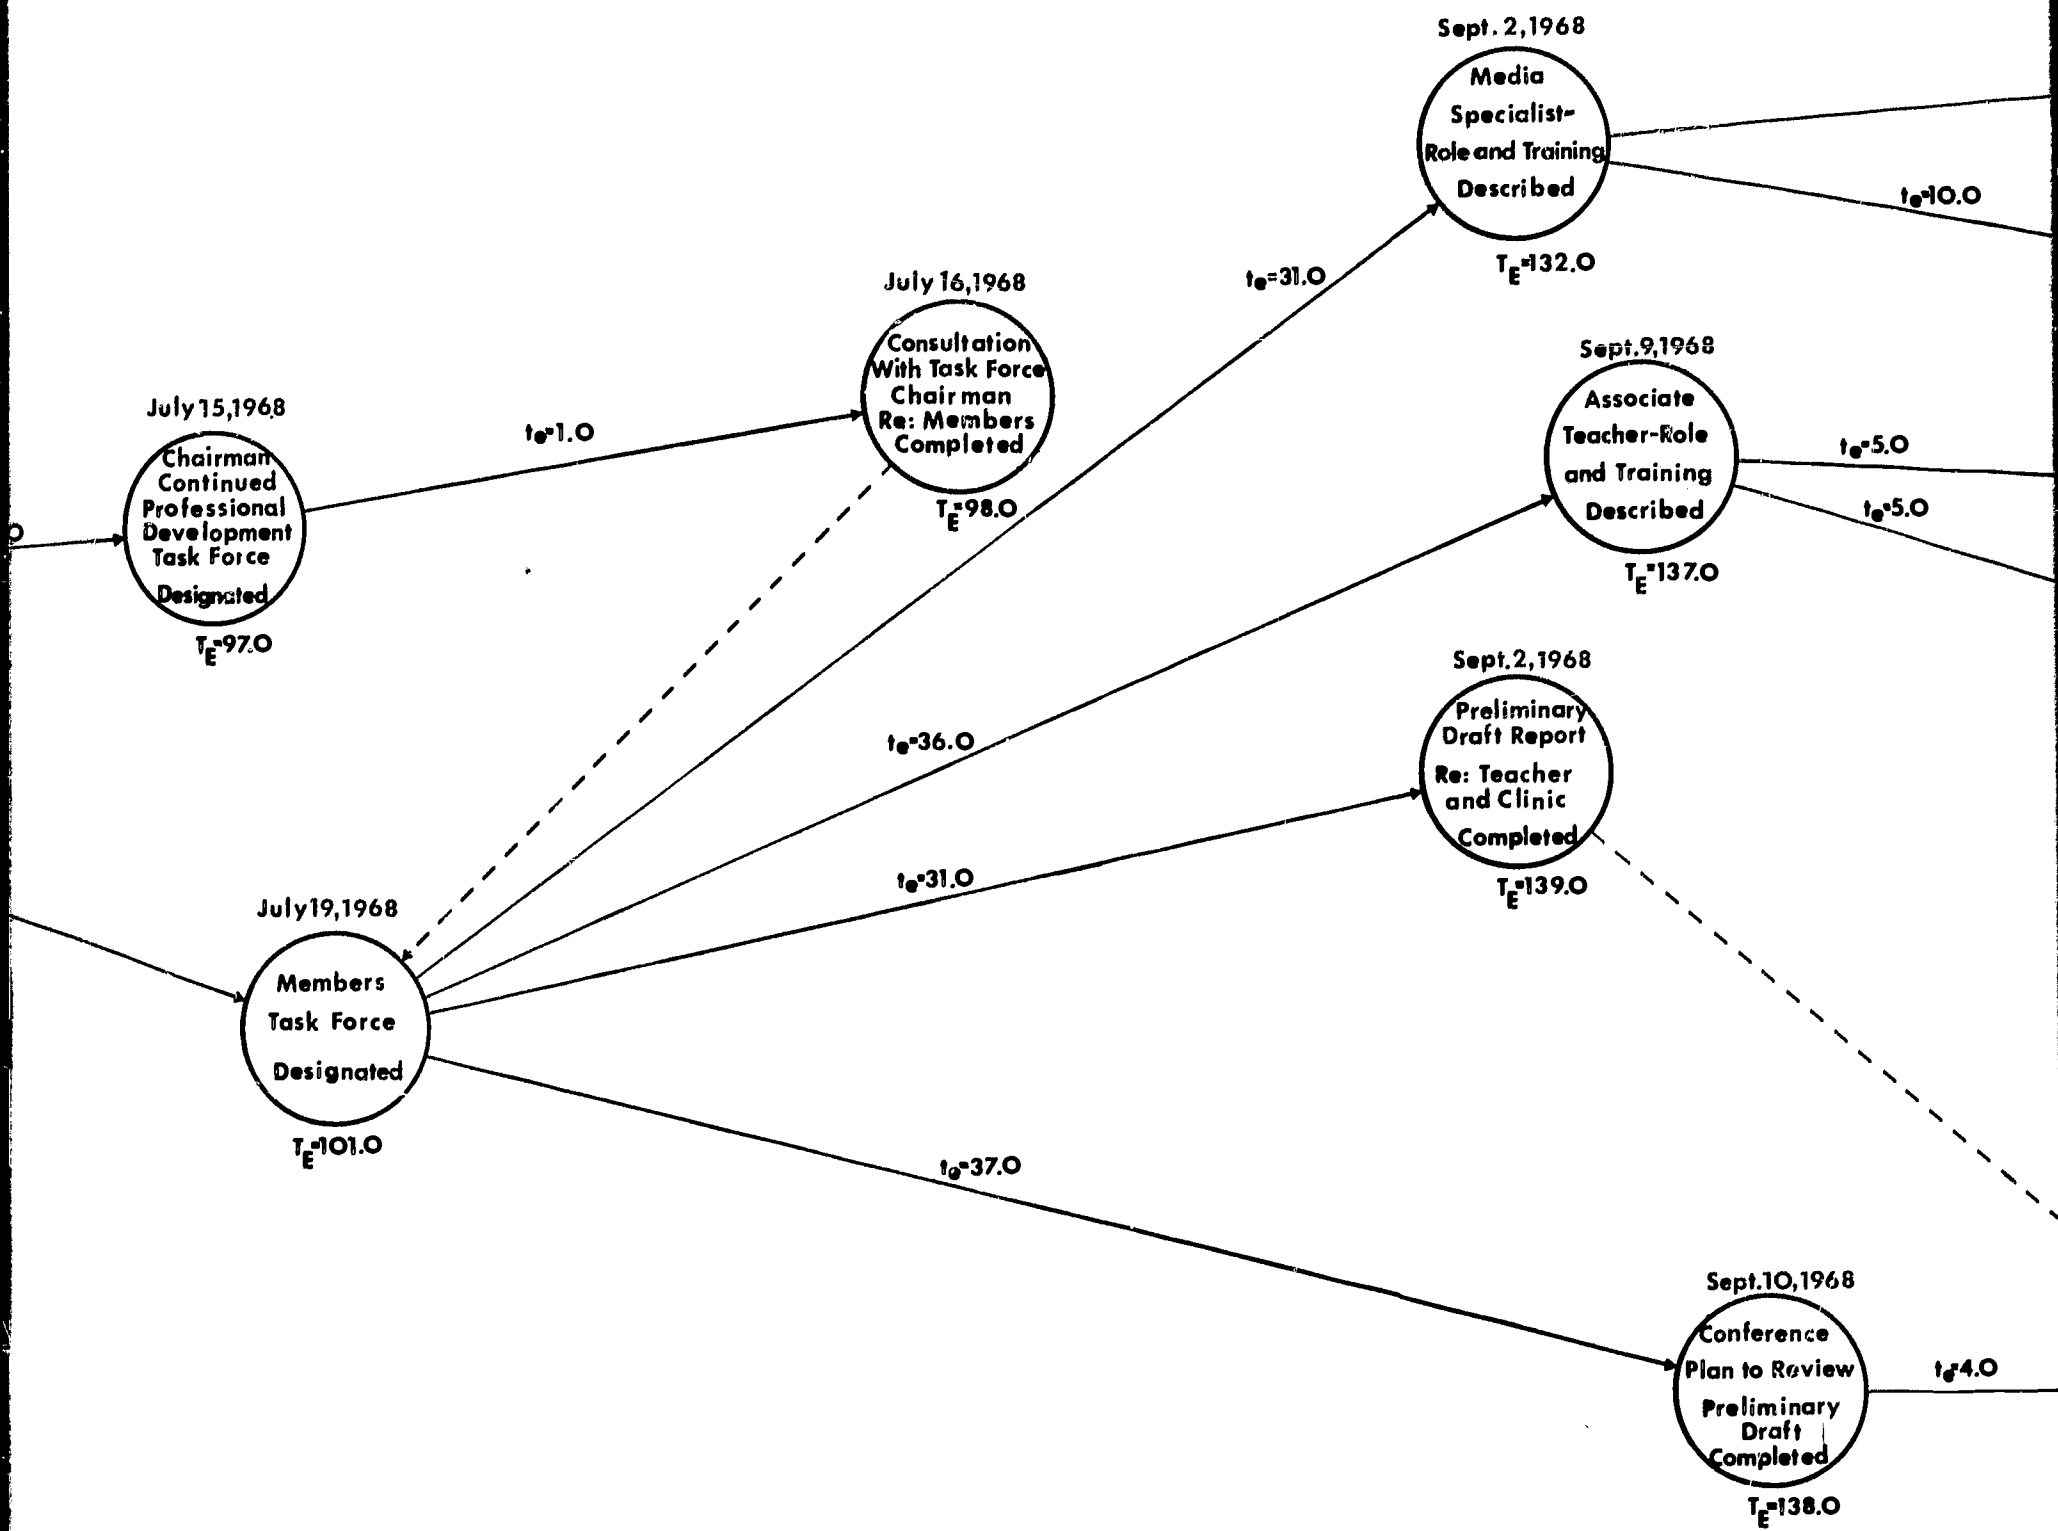 Sept. 2,1968
Media
Specialist-
Role and Training
Described
te=10.0
TE=132.0
te=31.0
July 16,1968
Consultation
With Task Force
Chairman
Re: Members
Completed
TE=98.0
Sept.9,1968
Associate
Teacher-Role
and Training
Described
te=5.0
te=5.0
TE=137.0
July 15,1968
Chairman
Continued
Professional
Development
Task Force
Designated
TE=97.0
te=1.0
0
Sept.2,1968
Preliminary
Draft Report
Re: Teacher
and Clinic
Completed
TE=139.0
te=36.0
te=31.0
July 19,1968
Members
Task Force
Designated
TE=101.0
te=37.0
Sept.10,1968
Conference
Plan to Review
Preliminary
Draft
Completed
te=4.0
TE=138.0